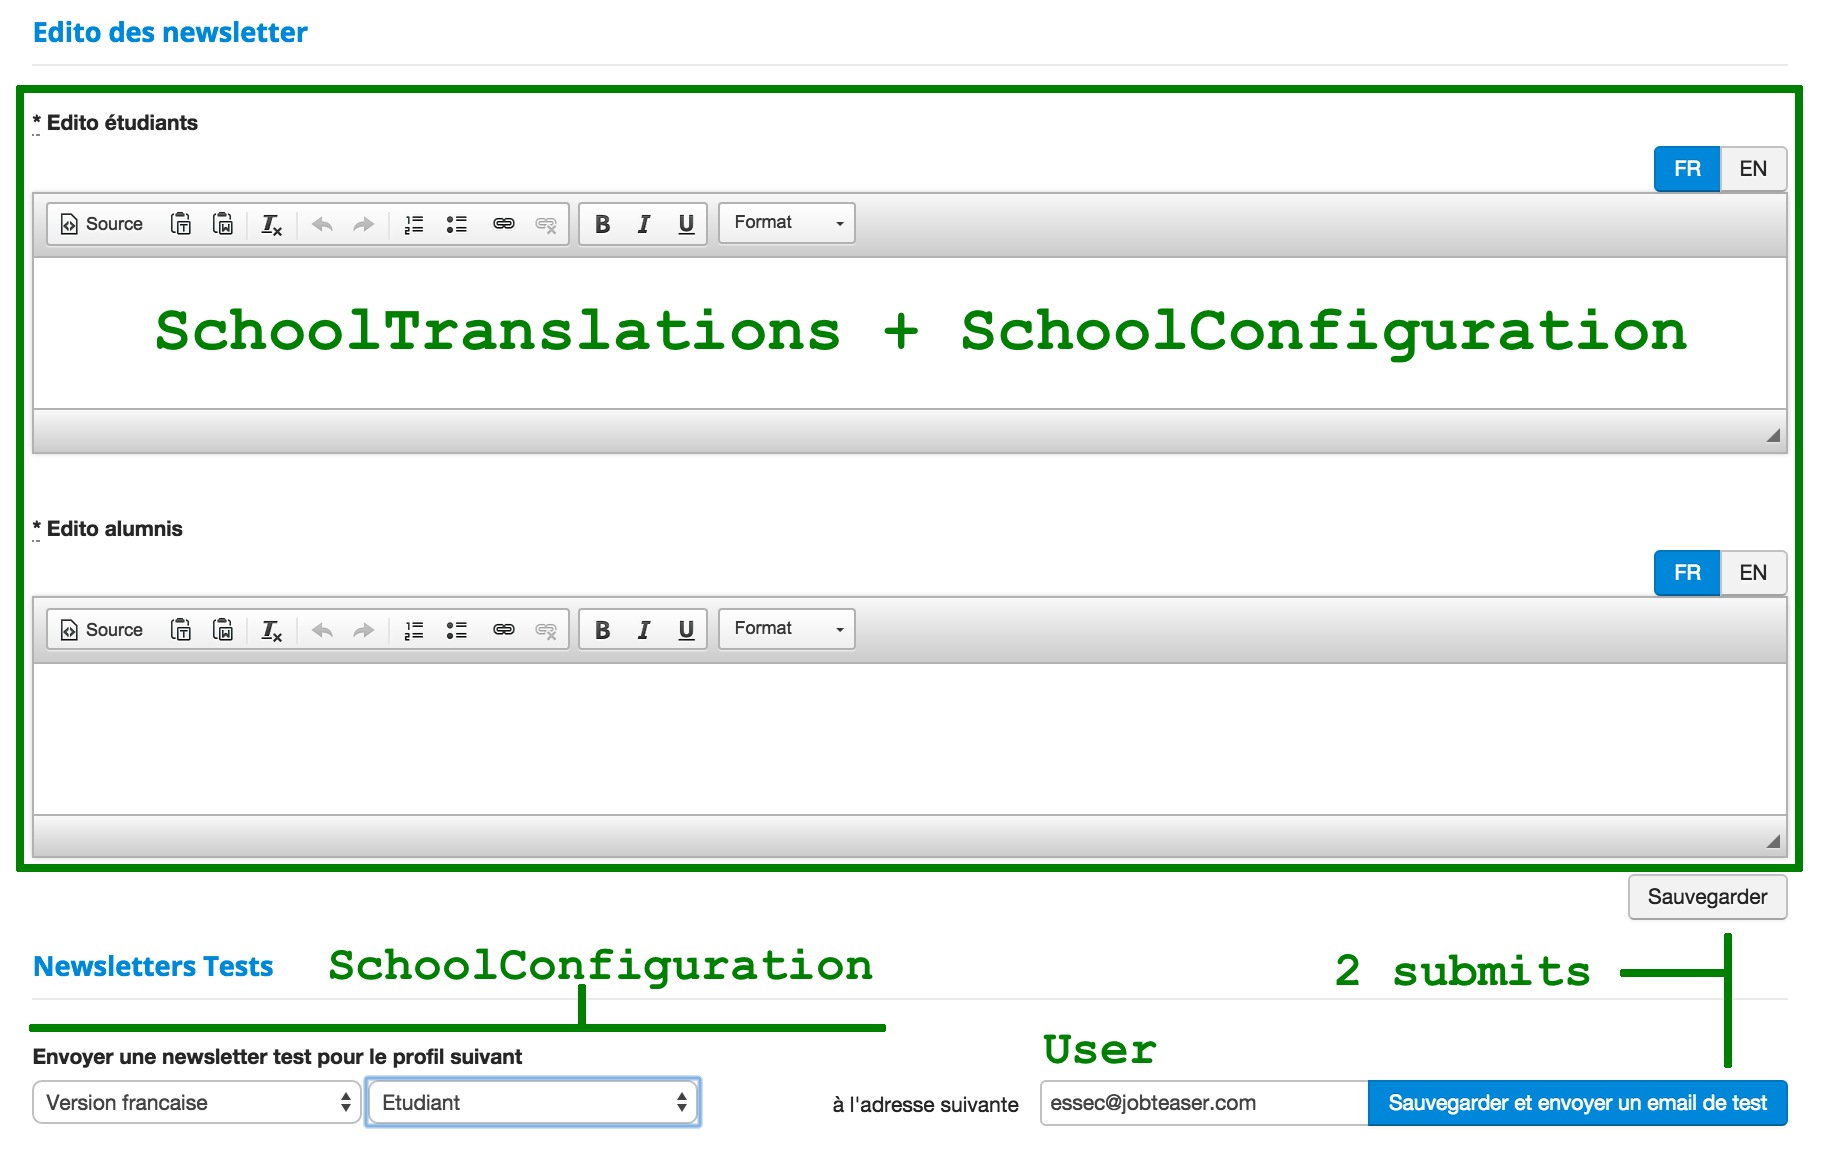 Edito des newsletter
* Edito étudiants
FR EN
Source B I U Format
SchoolTranslations + SchoolConfiguration
* Edito alumnis
FR EN
Source B I U Format
Sauvegarder
Newsletters Tests SchoolConfiguration 2 submits
User
Envoyer une newsletter test pour le profil suivant
Version francaise Etudiant à l'adresse suivante essec@jobteaser.com Sauvegarder et envoyer un email de test